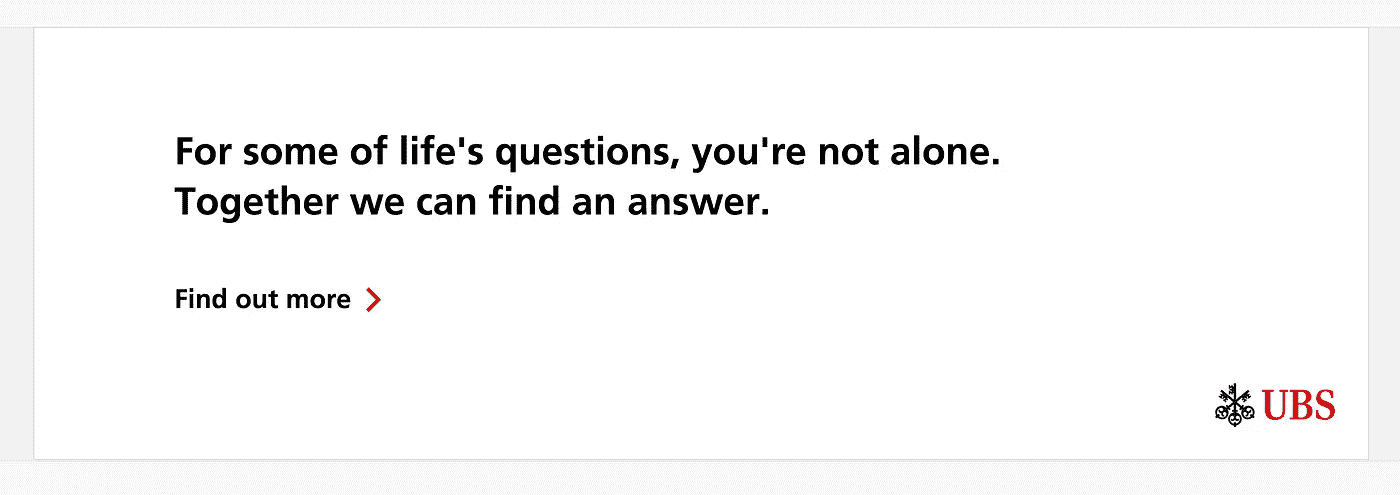 For some of life's questions, you're not alone.
Together we can find an answer.
Find out more
UBS